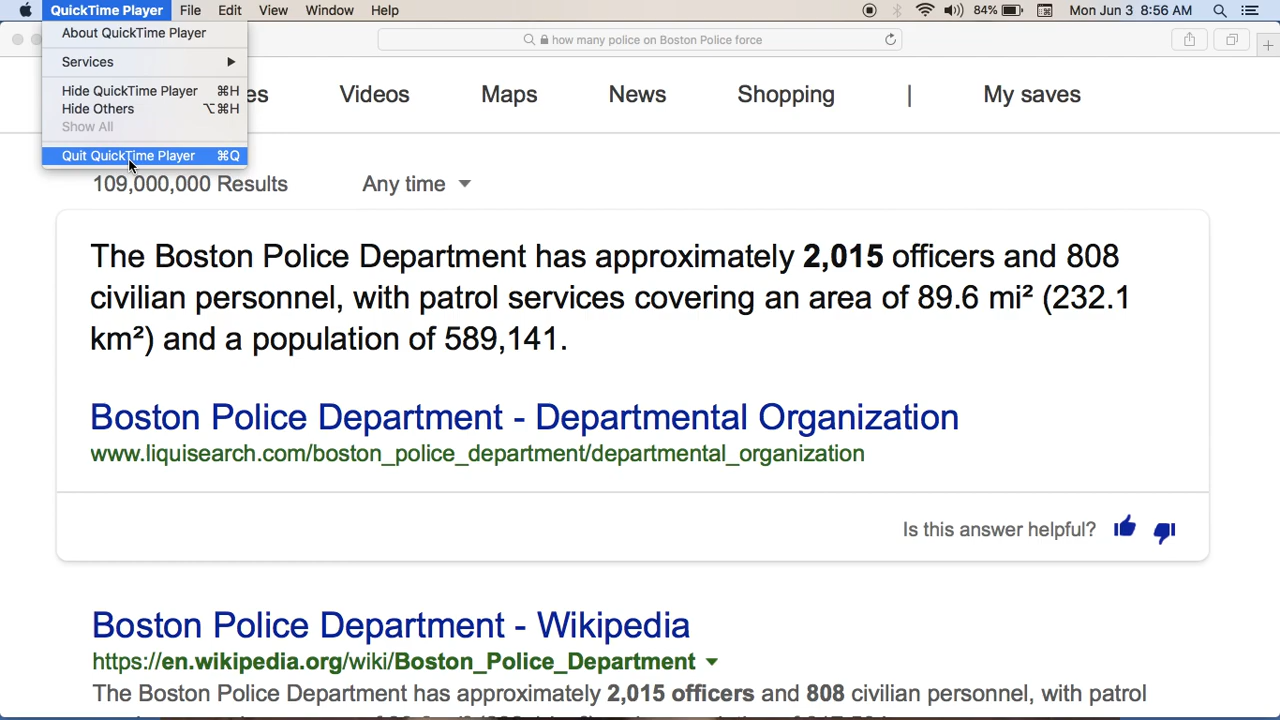 QuickTime Player File Edit View Window Help 84% Mon Jun 3 8:56 AM
About QuickTime Player
how many police on Boston Police force
Services
Hide QuickTime Player ⌘H
es Videos Maps News Shopping | My saves
Hide Others ⌥⌘H
Show All
Quit QuickTime Player ⌘Q
109,000,000 Results Any time
The Boston Police Department has approximately 2,015 officers and 808
civilian personnel, with patrol services covering an area of 89.6 mi² (232.1
km²) and a population of 589,141.
Boston Police Department - Departmental Organization
www.liquisearch.com/boston_police_department/departmental_organization
Is this answer helpful?
Boston Police Department - Wikipedia
https://en.wikipedia.org/wiki/Boston_Police_Department
The Boston Police Department has approximately 2,015 officers and 808 civilian personnel, with patrol